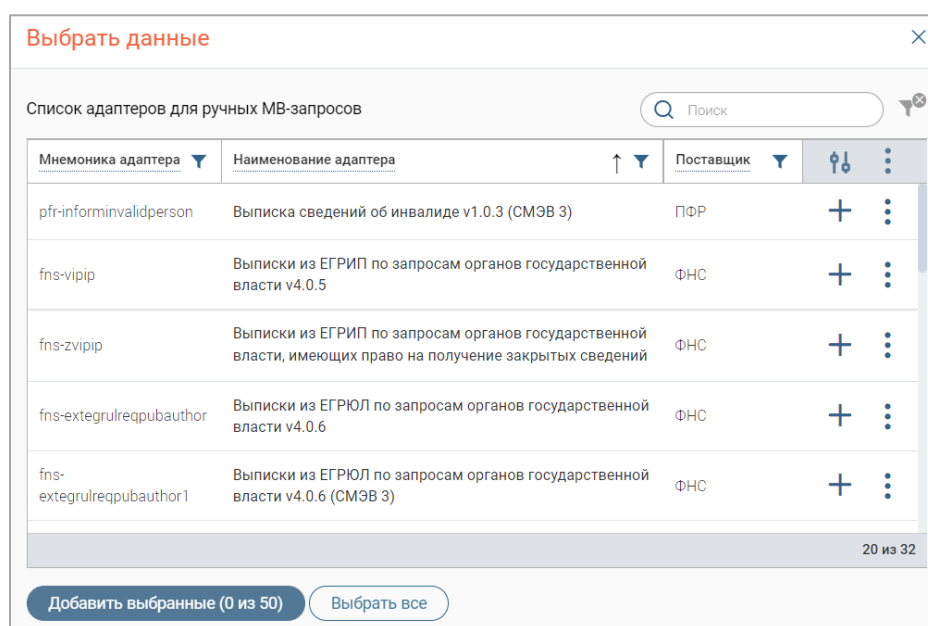 Выбрать данные
Список адаптеров для ручных МВ-запросов
Поиск
Мнемоника адаптера Наименование адаптера Поставщик
pfr-informinvalidperson Выписка сведений об инвалиде v1.0.3 (СМЭВ 3) ПФР
fns-vipip Выписки из ЕГРИП по запросам органов государственной власти v4.0.5 ФНС
fns-zvipip Выписки из ЕГРИП по запросам органов государственной власти, имеющих право на получение закрытых сведений ФНС
fns-extegrulreqpubauthor Выписки из ЕГРЮЛ по запросам органов государственной власти v4.0.6 ФНС
fns-extegrulreqpubauthor1 Выписки из ЕГРЮЛ по запросам органов государственной власти v4.0.6 (СМЭВ 3) ФНС
20 из 32
Добавить выбранные (0 из 50) Выбрать все